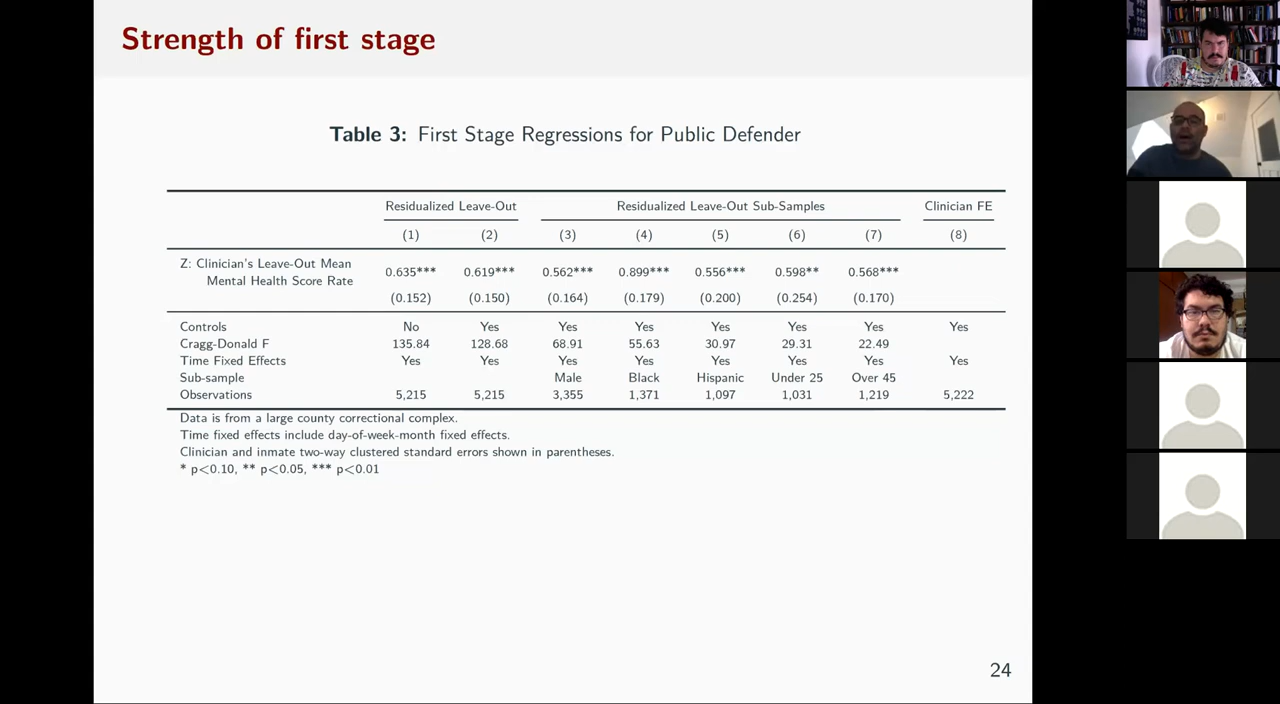 Strength of first stage
Table 3: First Stage Regressions for Public Defender
Residualized Leave-Out Residualized Leave-Out Sub-Samples Clinician FE
(1) (2) (3) (4) (5) (6) (7) (8)
Z: Clinician's Leave-Out Mean
Mental Health Score Rate 0.635*** 0.619*** 0.562*** 0.899*** 0.556*** 0.598** 0.568***
(0.152) (0.150) (0.164) (0.179) (0.200) (0.254) (0.170)
Controls No Yes Yes Yes Yes Yes Yes Yes
Cragg-Donald F 135.84 128.68 68.91 55.63 30.97 29.31 22.49
Time Fixed Effects Yes Yes Yes Yes Yes Yes Yes Yes
Sub-sample Male Black Hispanic Under 25 Over 45
Observations 5,215 5,215 3,355 1,371 1,097 1,031 1,219 5,222
Data is from a large county correctional complex.
Time fixed effects include day-of-week-month fixed effects.
Clinician and inmate two-way clustered standard errors shown in parentheses.
* p<0.10, ** p<0.05, *** p<0.01
24